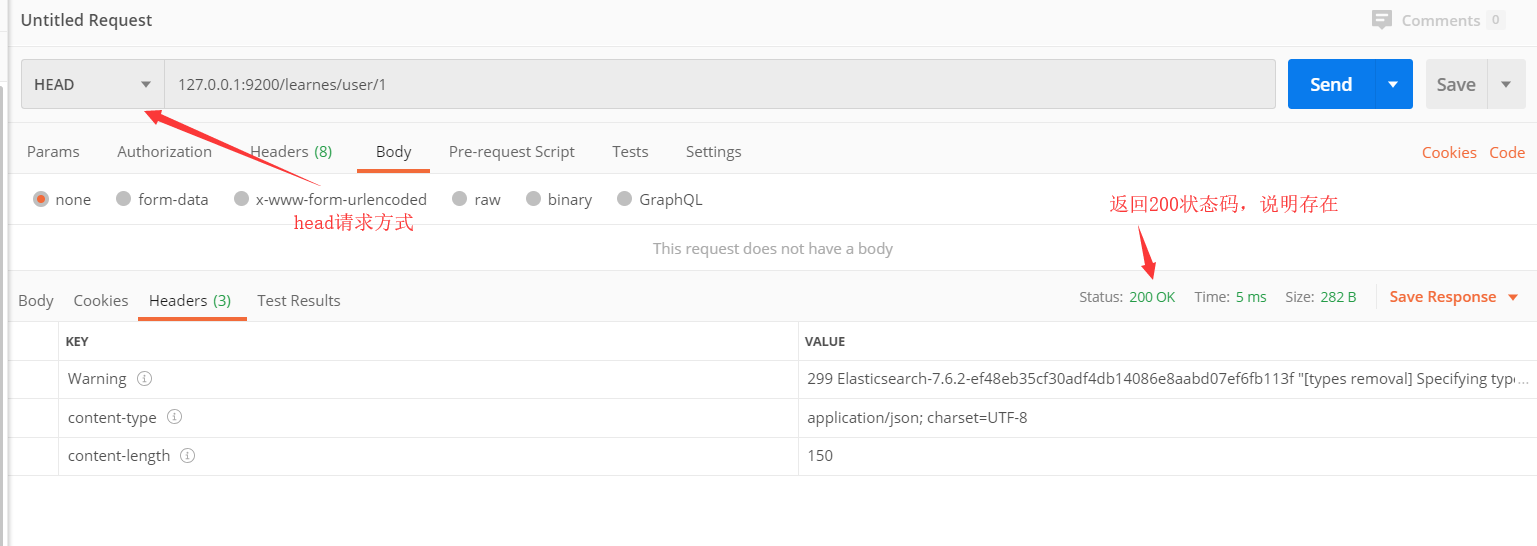 Untitled Request
Comments 0
HEAD 127.0.0.1:9200/learnes/user/1 Send Save
Params Authorization Headers (8) Body Pre-request Script Tests Settings Cookies Code
none form-data x-www-form-urlencoded raw binary GraphQL
head请求方式
返回200状态码，说明存在
This request does not have a body
Body Cookies Headers (3) Test Results Status: 200 OK Time: 5 ms Size: 282 B Save Response
KEY VALUE
Warning 299 Elasticsearch-7.6.2-ef48eb35cf30adf4db14086e8aabd07ef6fb113f "[types removal] Specifying type...
content-type application/json; charset=UTF-8
content-length 150